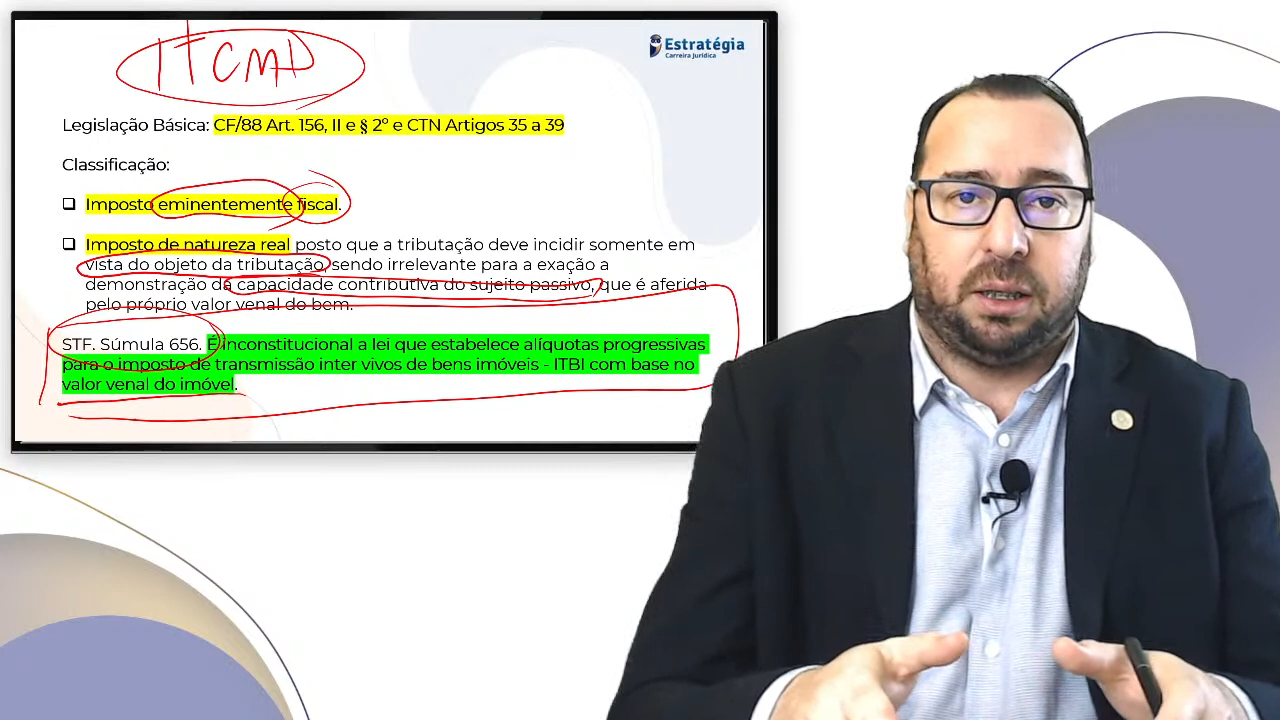 ITCMD
Estratégia
Carreira Jurídica
Legislação Básica: CF/88 Art. 156, II e § 2º e CTN Artigos 35 a 39
Classificação:
❑ Imposto eminentemente fiscal.
❑ Imposto de natureza real posto que a tributação deve incidir somente em
vista do objeto da tributação, sendo irrelevante para a exação a
demonstração da capacidade contributiva do sujeito passivo, que é aferida
pelo próprio valor venal do bem.
STF. Súmula 656. É inconstitucional a lei que estabelece alíquotas progressivas
para o imposto de transmissão inter vivos de bens imóveis - ITBI com base no
valor venal do imóvel.